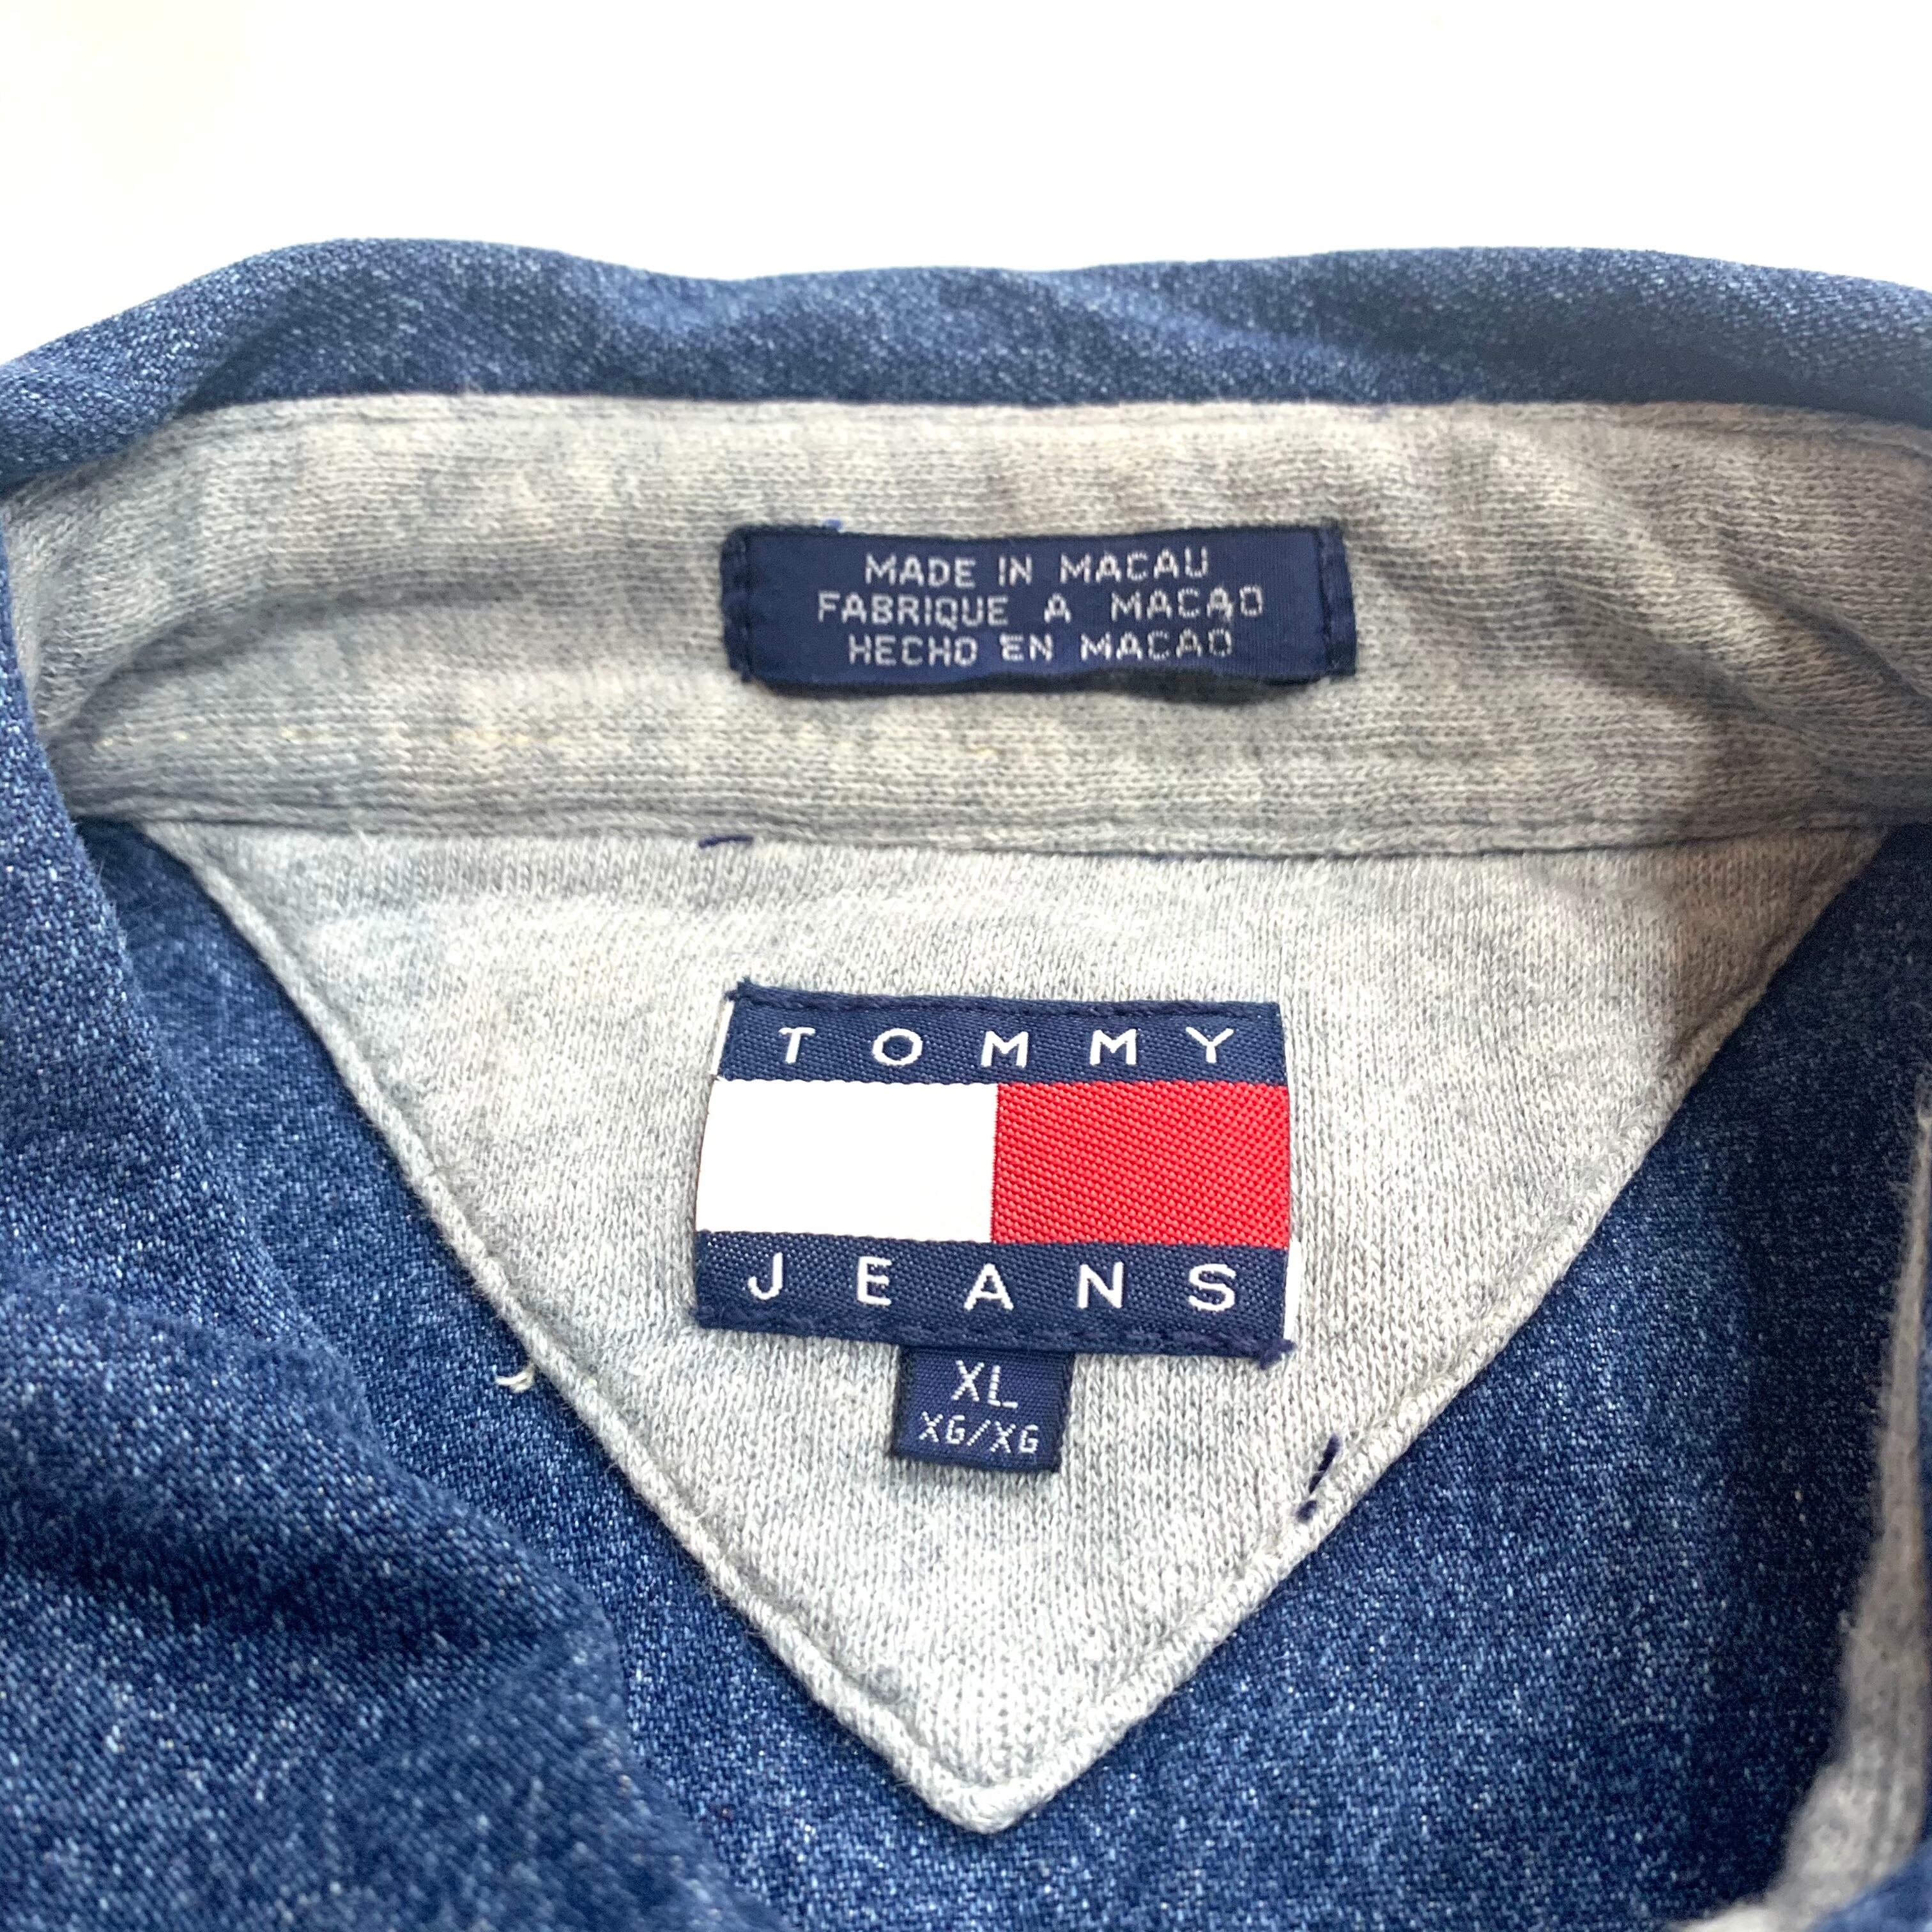 MADE IN MACAU
FABRIQUE A MACAO
HECHO EN MACAO
TOMMY
JEANS
XL
XG/XG